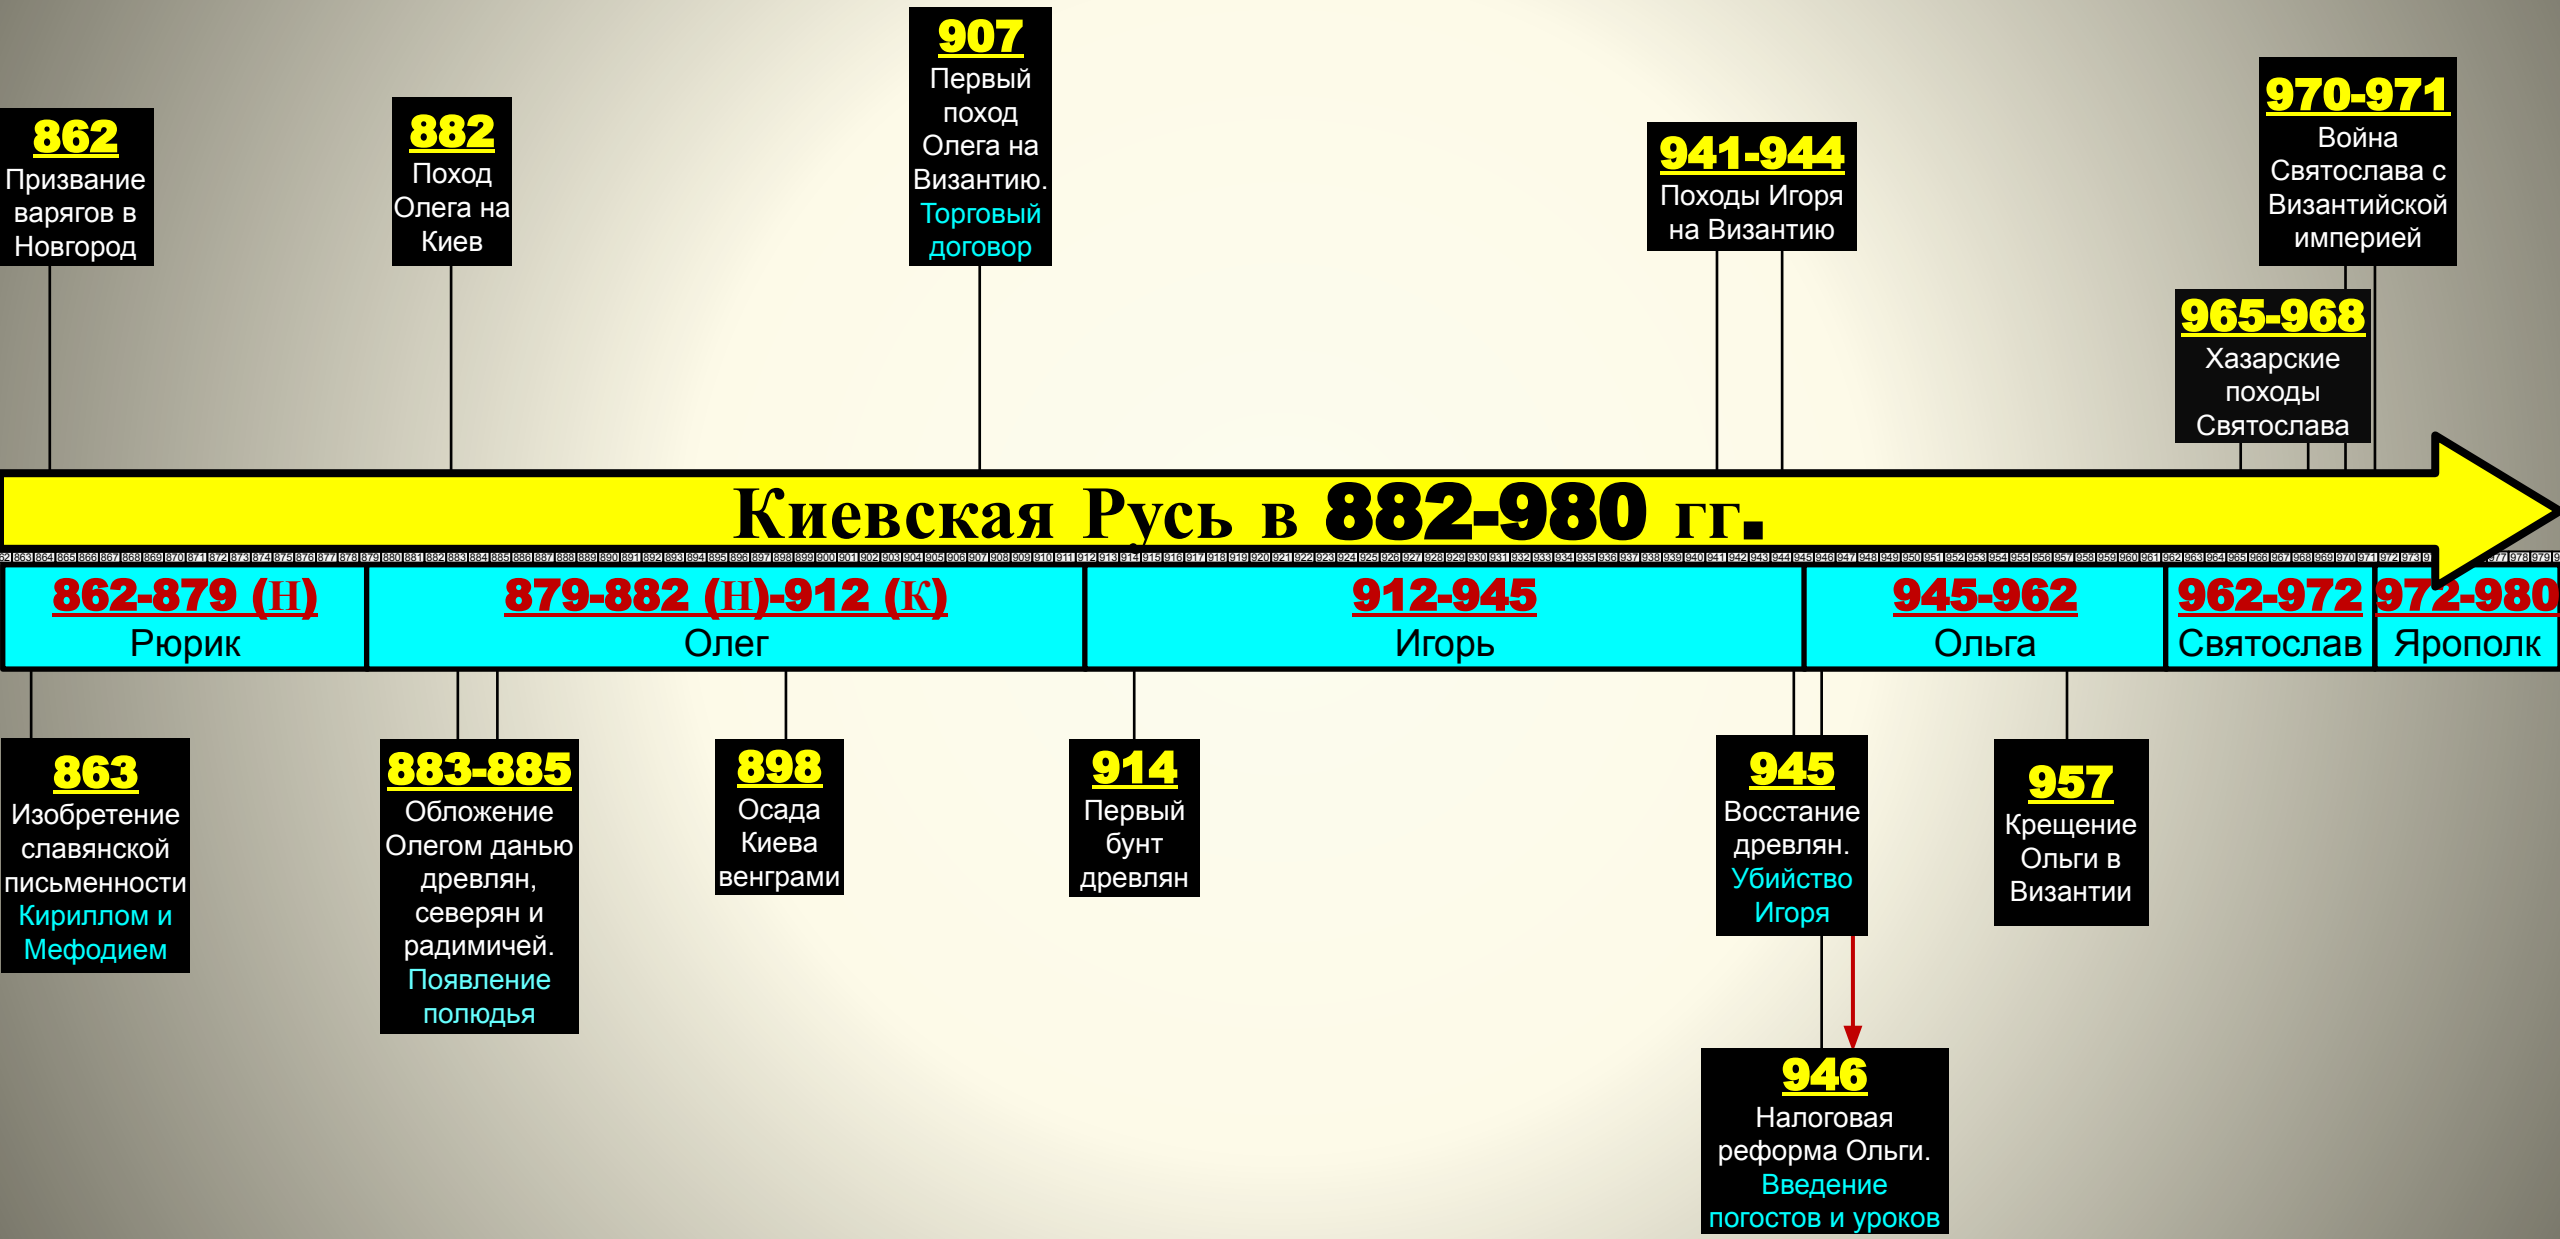 907
Первый
поход
Олега на
Византию.
Торговый
договор
862
Призвание
варягов в
Новгород
882
Поход
Олега на
Киев
941-944
Походы Игоря
на Византию
970-971
Война
Святослава с
Византийской
империей
965-968
Хазарские
походы
Святослава
Киевская Русь в 882-980 гг.
862-879 (Н)
Рюрик
879-882 (Н)-912 (К)
Олег
912-945
Игорь
945-962
Ольга
962-972
Святослав
972-980
Ярополк
863
Изобретение
славянской
письменности
Кириллом и
Мефодием
883-885
Обложение
Олегом данью
древлян,
северян и
радимичей.
Появление
полюдья
898
Осада
Киева
венграми
914
Первый
бунт
древлян
945
Восстание
древлян.
Убийство
Игоря
957
Крещение
Ольги в
Византии
946
Налоговая
реформа Ольги.
Введение
погостов и уроков